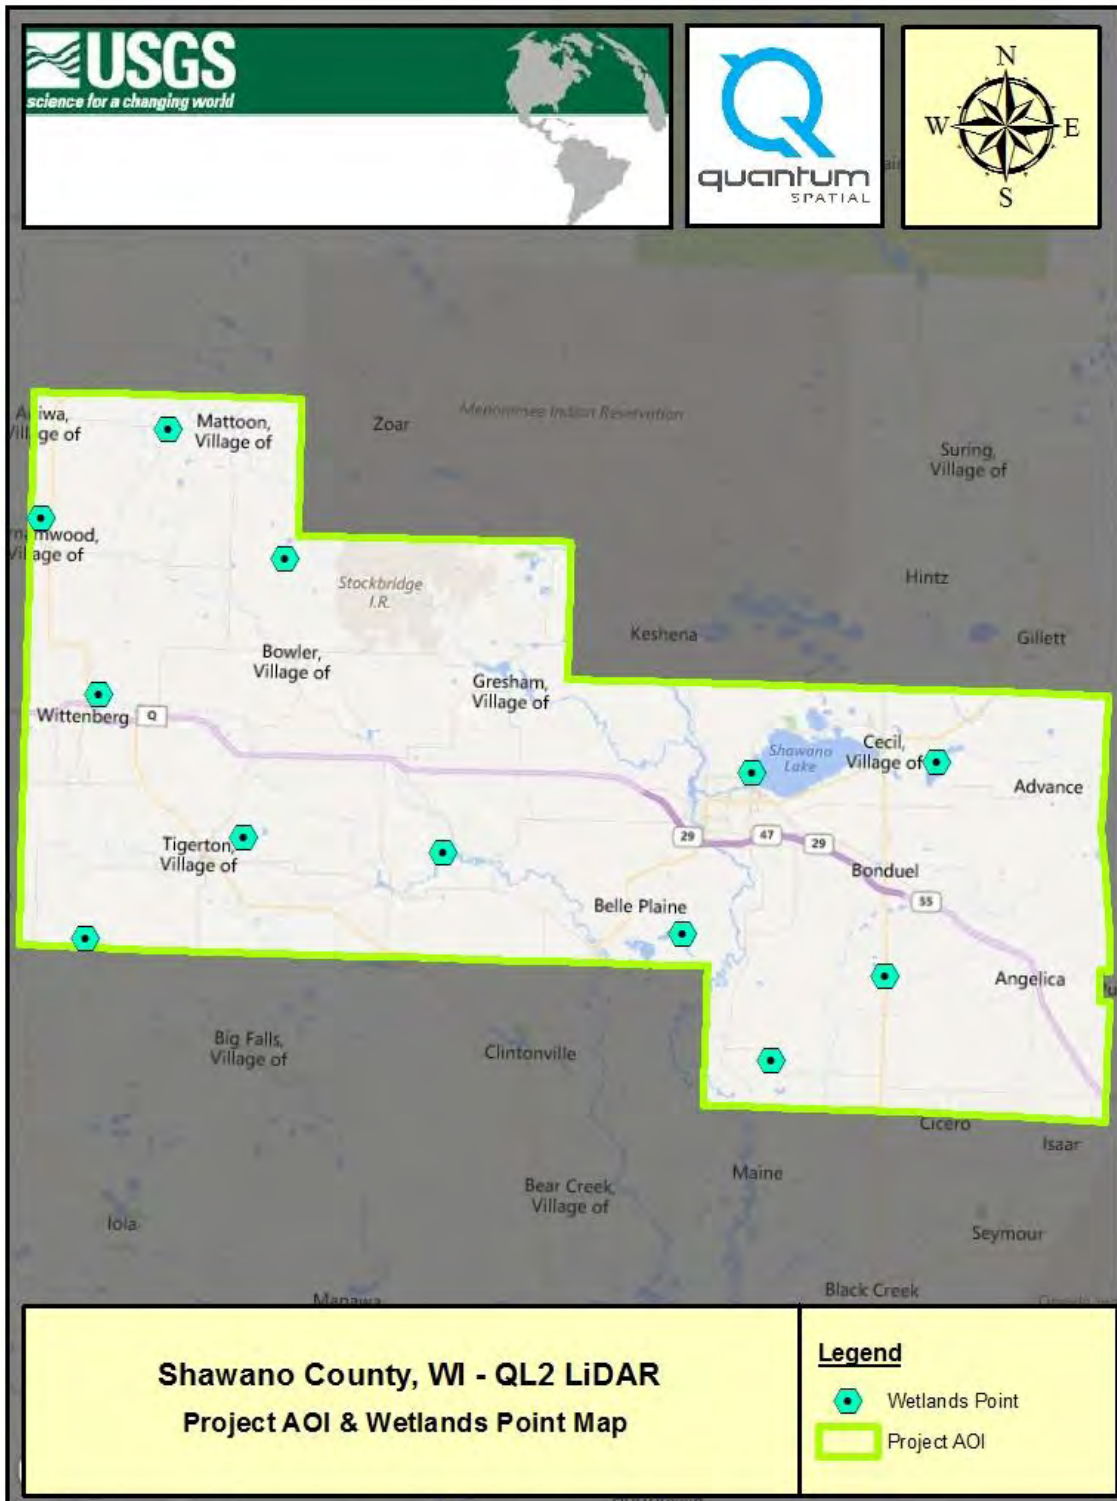 USGS
science for a changing world
quantum
SPATIAL
N
W
E
S
Zoar
Menominee Indian Reservation
Mattoon,
Village of
Suring,
Village of
Village of
Stockbridge
I.R.
Hintz
Keshena
Gillett
Bowler,
Village of
Gresham,
Village of
Wittenberg
Q
Shawano
Lake
Cecil,
Village of
Advance
29
47
29
Tigerton,
Village of
Bonduel
55
Belle Plaine
Angelica
Big Falls,
Village of
Clintonville
Cicero
Isaar
Maine
Bear Creek,
Village of
Iola
Seymour
Black Creek
Manawa
Shawano County, WI - QL2 LiDAR
Project AOI & Wetlands Point Map
Legend
Wetlands Point
Project AOI